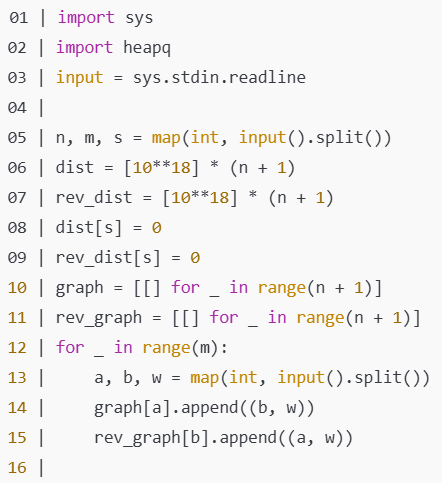 01 | import sys
02 | import heapq
03 | input = sys.stdin.readline
04 |
05 | n, m, s = map(int, input().split())
06 | dist = [10**18] * (n + 1)
07 | rev_dist = [10**18] * (n + 1)
08 | dist[s] = 0
09 | rev_dist[s] = 0
10 | graph = [[] for _ in range(n + 1)]
11 | rev_graph = [[] for _ in range(n + 1)]
12 | for _ in range(m):
13 |     a, b, w = map(int, input().split())
14 |     graph[a].append((b, w))
15 |     rev_graph[b].append((a, w))
16 |